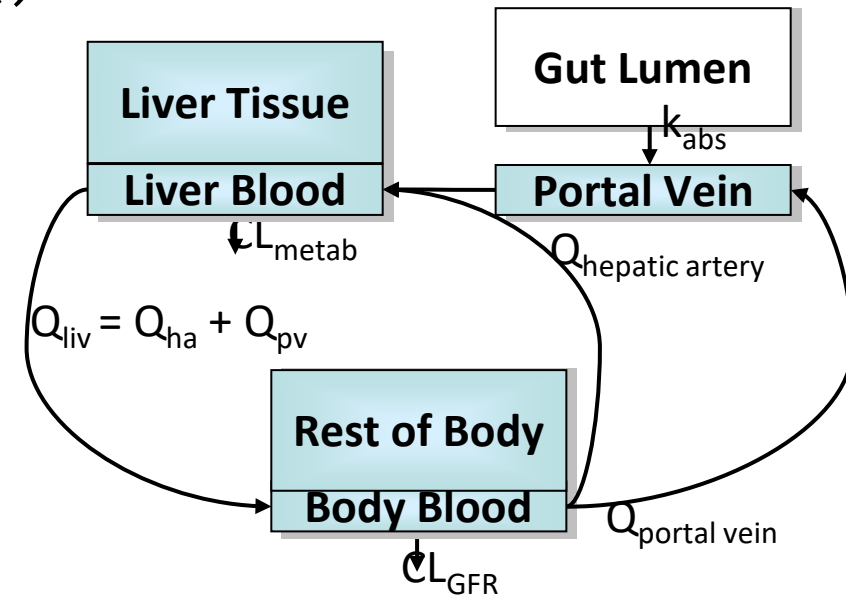 Gut Lumen
k_abs
Liver Tissue
Liver Blood
Portal Vein
CL_metab
Q_hepatic artery
Q_liv = Q_ha + Q_pv
Rest of Body
Body Blood
Q_portal vein
CL_GFR